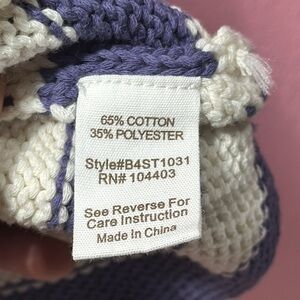 65% COTTON
35% POLYESTER
Style#B4ST1031
RN# 104403
See Reverse For
Care Instruction
Made In China